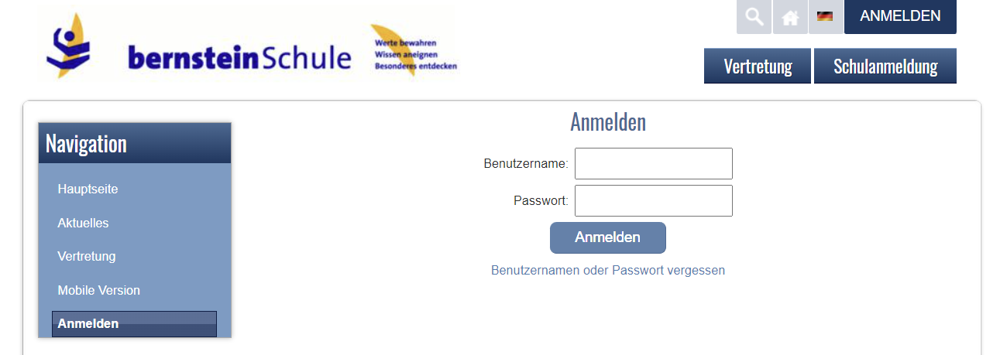 ANMELDEN
bernsteinSchule
Werte bewahren
Wissen aneignen
Besonderes entdecken
Vertretung
Schulanmeldung
Navigation
Hauptseite
Aktuelles
Vertretung
Mobile Version
Anmelden
Anmelden
Benutzername:
Passwort:
Anmelden
Benutzernamen oder Passwort vergessen